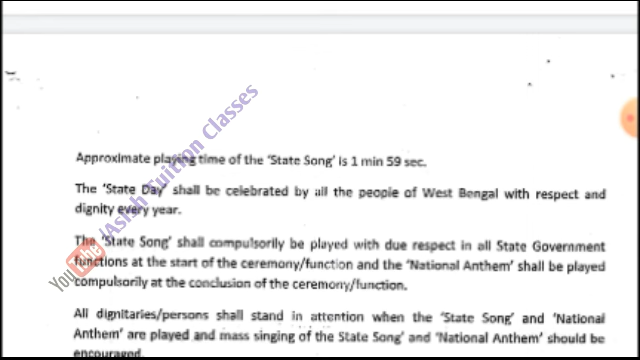 Approximate playing time of the 'State Song' is 1 min 59 sec.
The 'State Day' shall be celebrated by all the people of West Bengal with respect and
dignity every year.
The 'State Song' shall compulsorily be played with due respect in all State Government
functions at the start of the ceremony/function and the 'National Anthem' shall be played
compulsorily at the conclusion of the ceremony/function.
All dignitaries/persons shall stand in attention when the 'State Song' and 'National
Anthem' are played and mass singing of the State Song' and 'National Anthem' should be
encouraged.
YouTube/Asish Tuition Classes